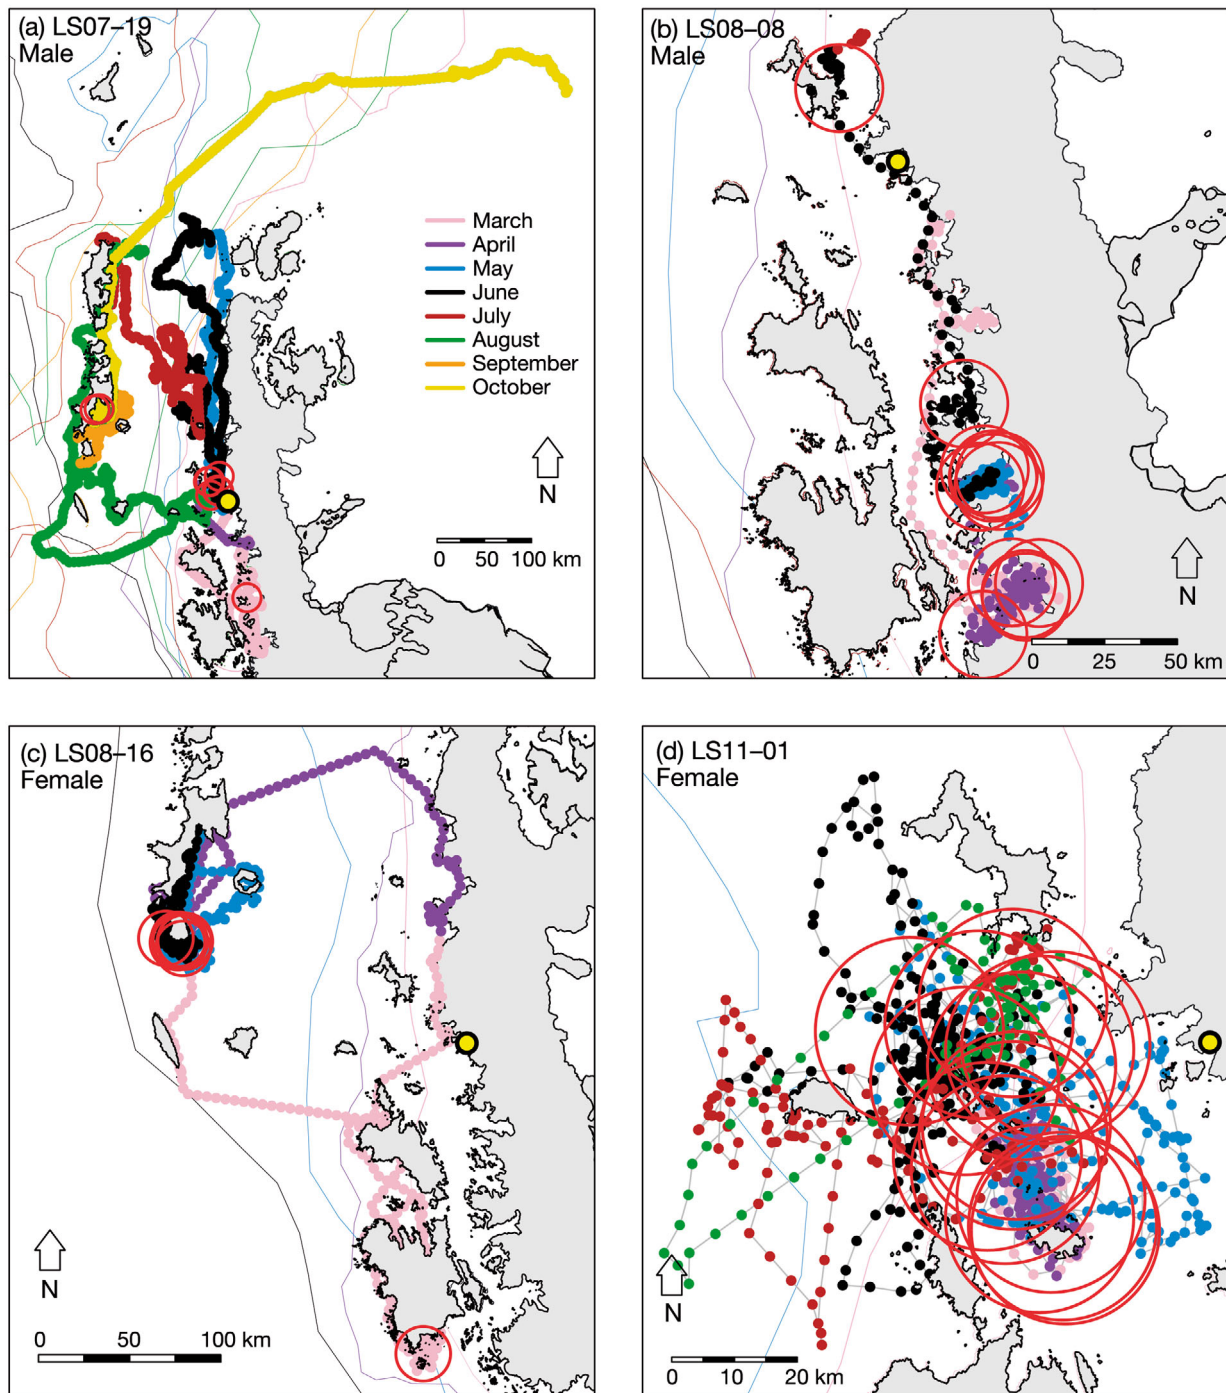 (a) LS07–19
Male
March
April
May
June
July
August
September
October
N
0 50 100 km
(b) LS08–08
Male
N
0 25 50 km
(c) LS08–16
Female
N
0 50 100 km
(d) LS11–01
Female
N
0 10 20 km